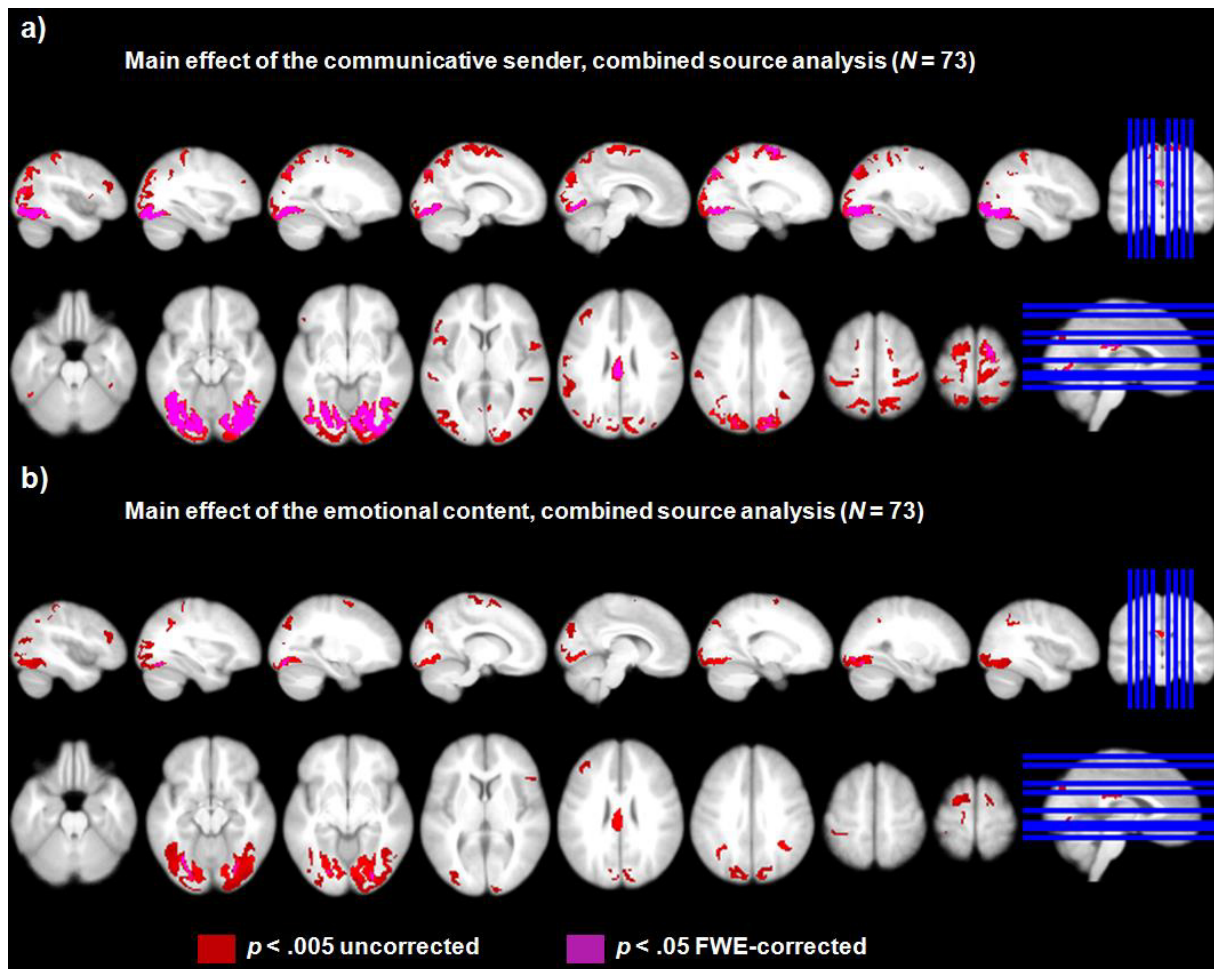 a)
Main effect of the communicative sender, combined source analysis (N = 73)
b)
Main effect of the emotional content, combined source analysis (N = 73)
p < .005 uncorrected
p < .05 FWE-corrected